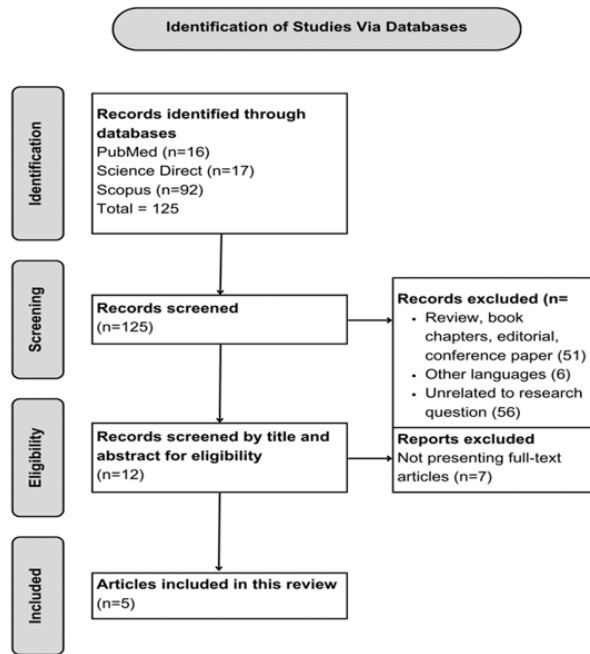 Identification of Studies Via Databases
Identification
Records identified through
databases
PubMed (n=16)
Science Direct (n=17)
Scopus (n=92)
Total = 125
Screening
Records screened
(n=125)
Records excluded (n=
• Review, book
chapters, editorial,
conference paper (51)
• Other languages (6)
• Unrelated to research
question (56)
Eligibility
Records screened by title and
abstract for eligibility
(n=12)
Reports excluded
Not presenting full-text
articles (n=7)
Included
Articles included in this review
(n=5)